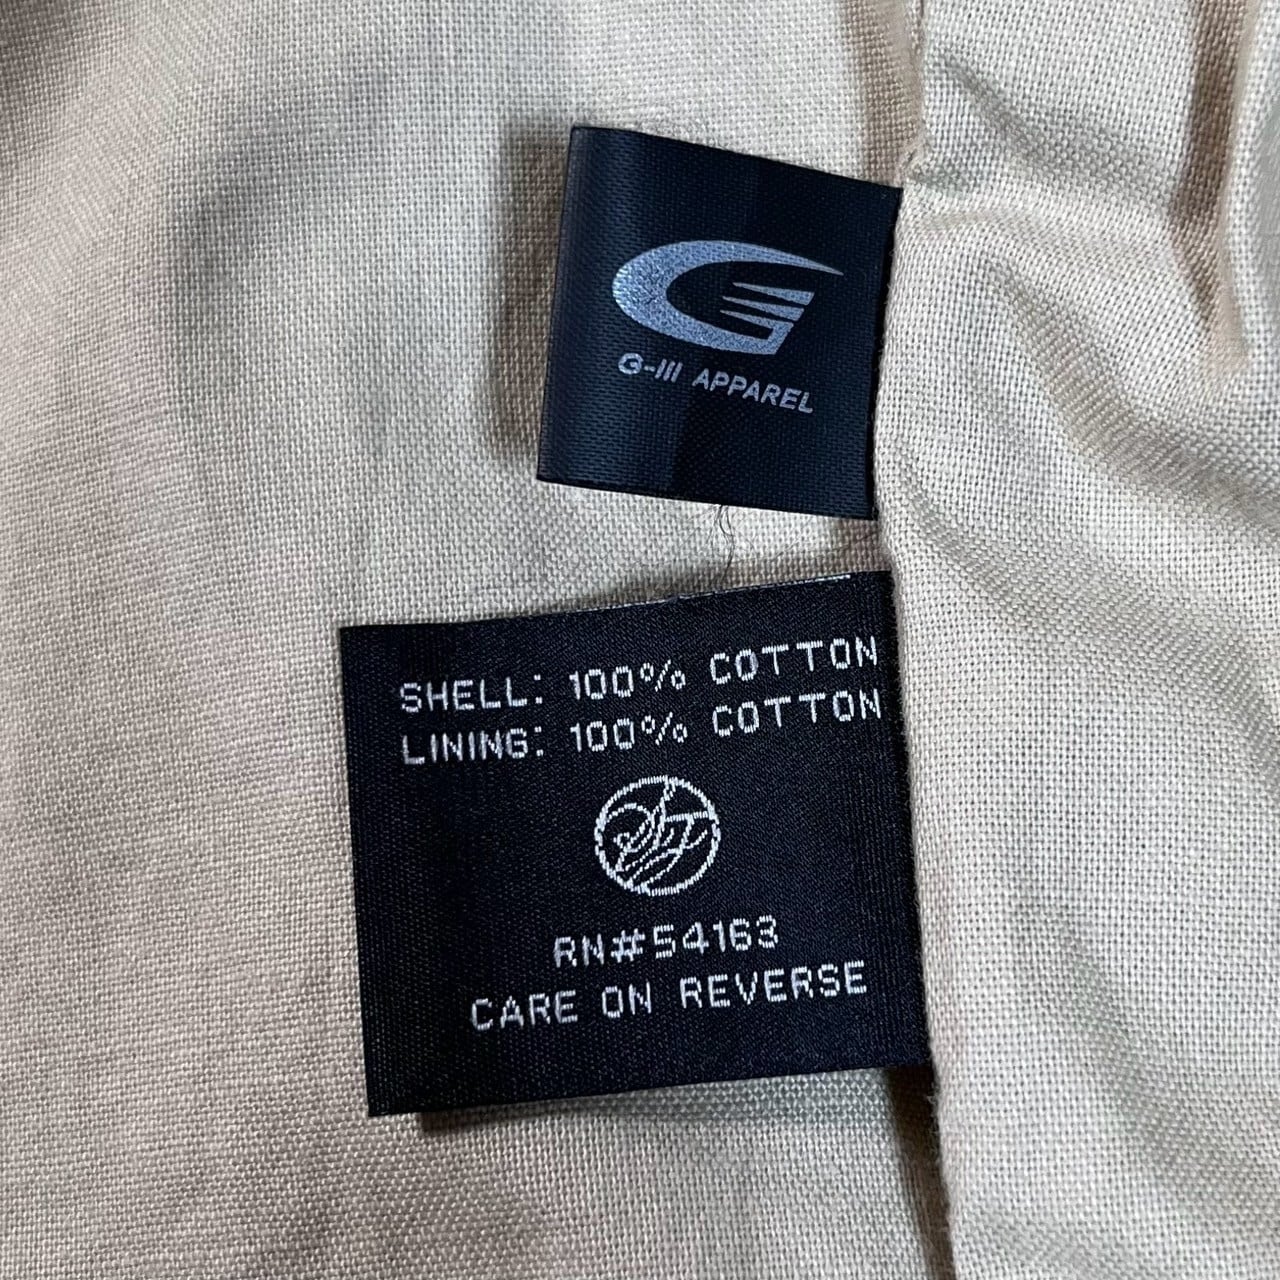 G-III APPAREL
SHELL: 100% COTTON
LINING: 100% COTTON
RN#54163
CARE ON REVERSE